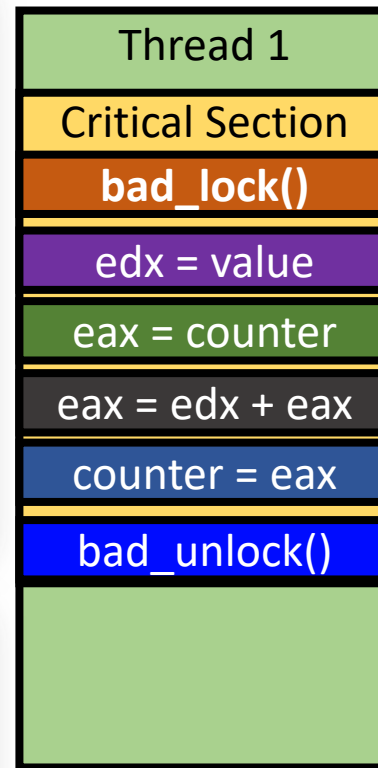 Thread 1
Critical Section
bad_lock()
edx = value
eax = counter
eax = edx + eax
counter = eax
bad_unlock()